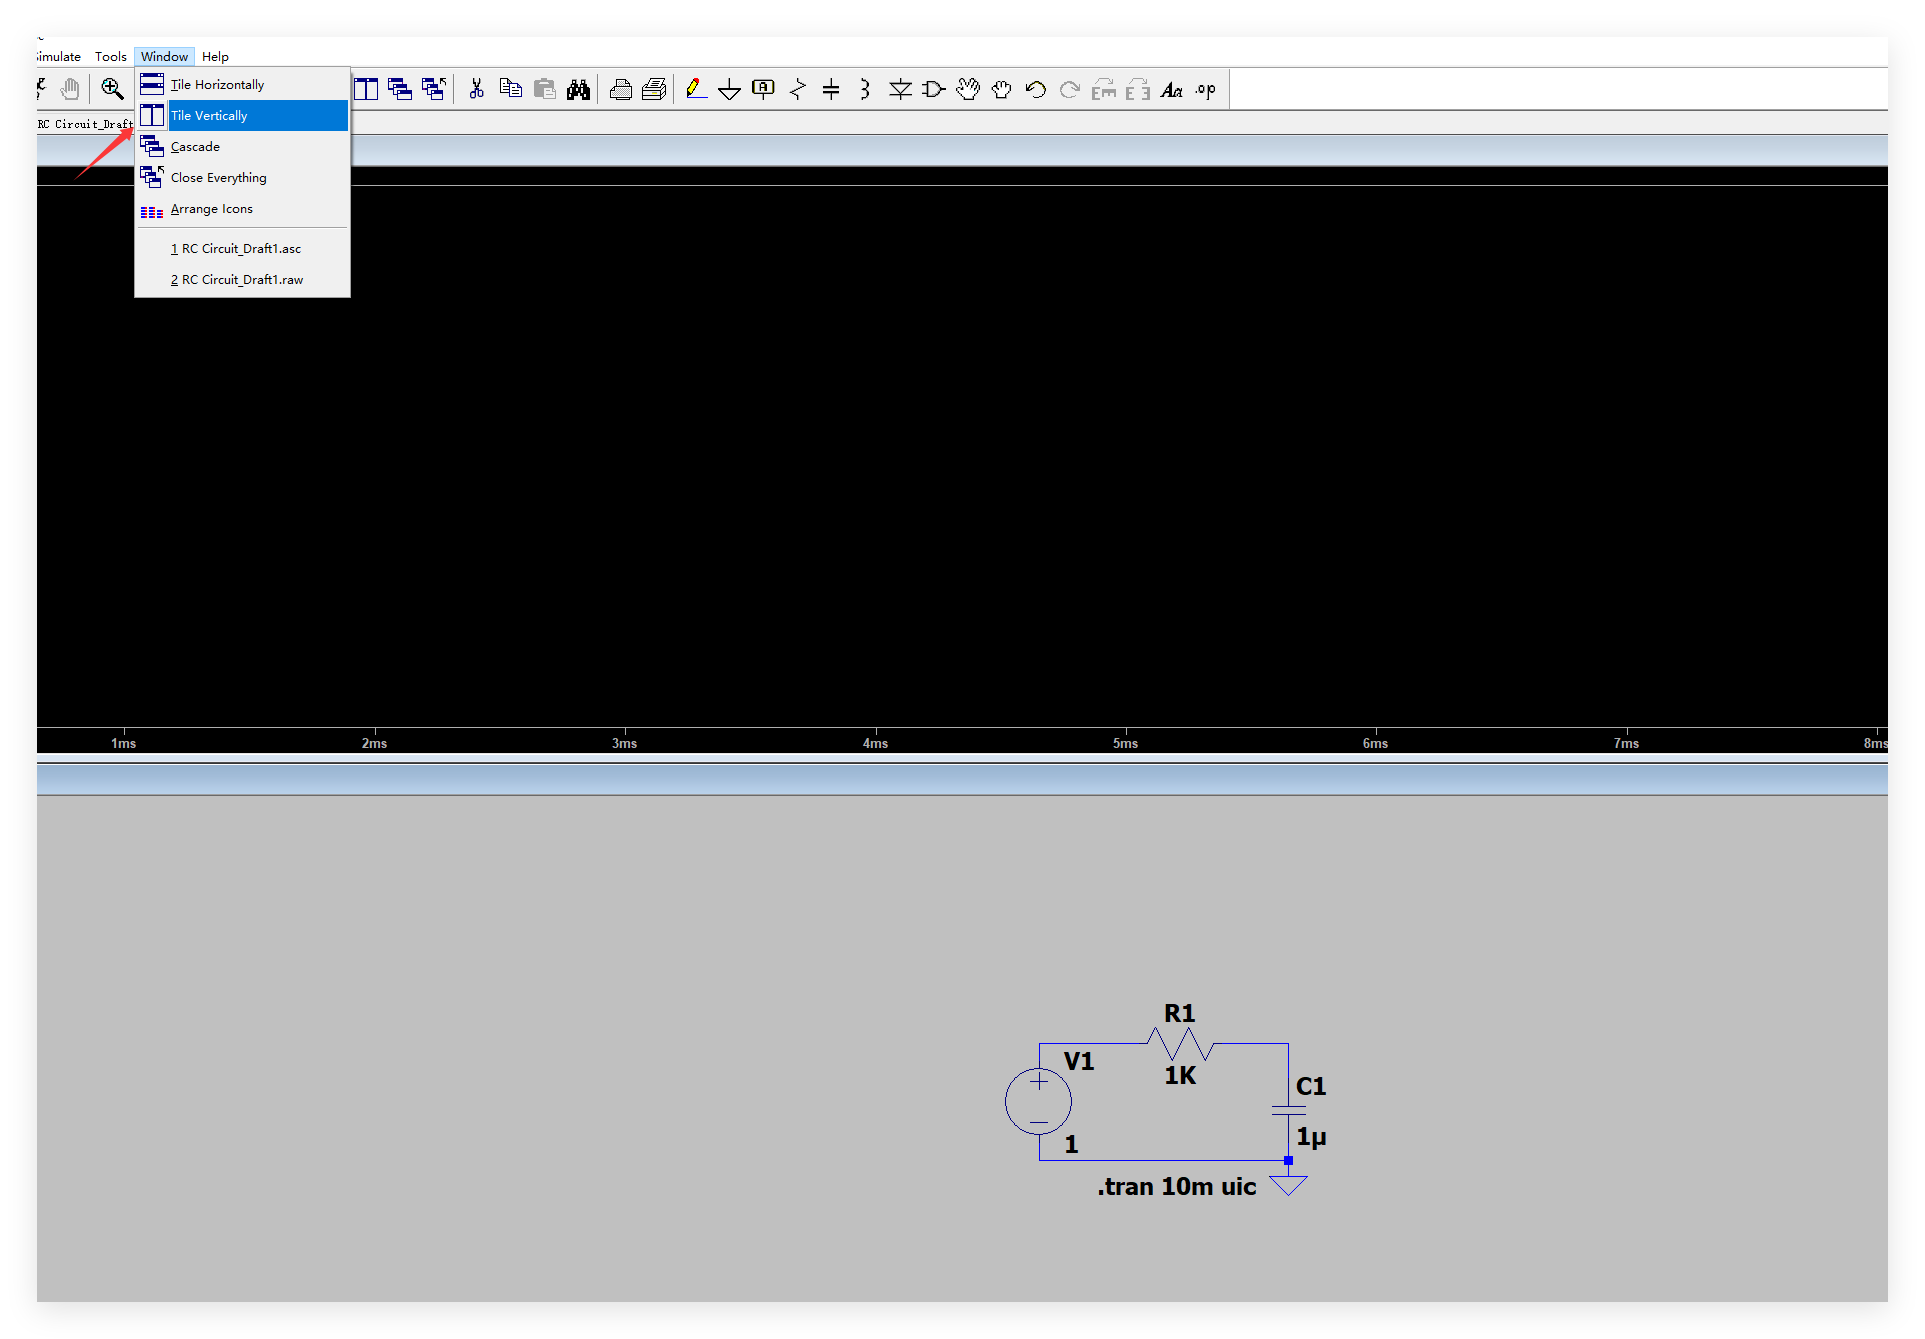 Simulate Tools Window Help
Tile Horizontally
A
Aa .op
Tile Vertically
RC Circuit_Draft
Cascade
Close Everything
Arrange Icons
1 RC Circuit_Draft1.asc
2 RC Circuit_Draft1.raw
1ms 2ms 3ms 4ms 5ms 6ms 7ms 8ms
R1
V1
1K
C1
1µ
1
.tran 10m uic